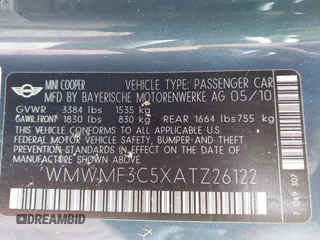 MINI COOPER VEHICLE TYPE: PASSENGER CAR
MFD BY BAYERISCHE MOTORENWERKE AG 05/10
GVWR 3384 lbs 1535 kg
GAWR.FRONT 1830 lbs 830 kg REAR 1664 lbs 755 kg
THIS VEHICLE CONFORMS TO ALL APPLICABLE
FEDERAL MOTOR VEHICLE SAFETY,
BUMPER, AND THEFT PREVENTION STANDARDS
IN EFFECT ON THE DATE OF MANUFACTURE SHOWN ABOVE
WMWMF3C5XATZ26122
DREAMBID